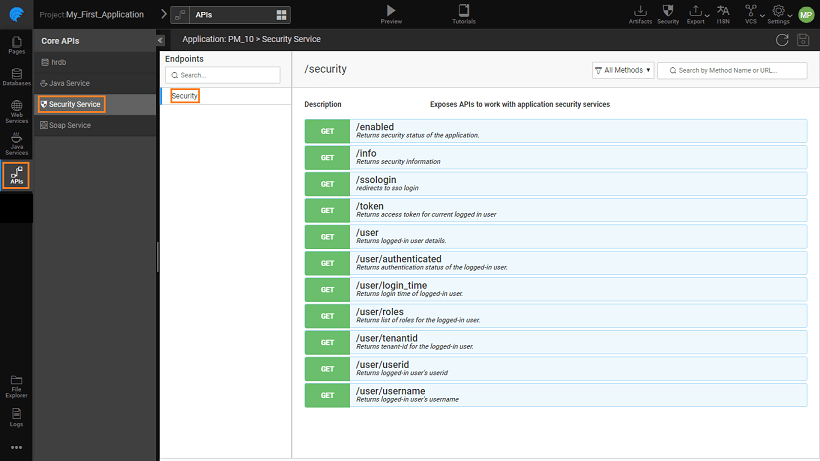 Project:My_First_Application
APIs
Preview
Tutorials
Artifacts
Security
Export
I18N
VCS
Settings
MP
Pages
Databases
Web
Services
Java
Services
APIs
File
Explorer
Logs
Core APIs
hrdb
Java Service
Security Service
Soap Service
Application: PM_10 > Security Service
Endpoints
Search...
Security
/security
All Methods
Search by Method Name or URL...
Description
Exposes APIs to work with application security services
GET
/enabled
Returns security status of the application.
GET
/info
Returns security information
GET
/ssologin
redirects to sso login
GET
/token
Returns access token for current logged in user
GET
/user
Returns logged-in user details.
GET
/user/authenticated
Returns authentication status of the logged-in user.
GET
/user/login_time
Returns login time of logged-in user.
GET
/user/roles
Returns list of roles for the logged-in user.
GET
/user/tenantid
Returns tenant-id for the logged-in user.
GET
/user/userid
Returns logged-in user's userid
GET
/user/username
Returns logged-in user's username